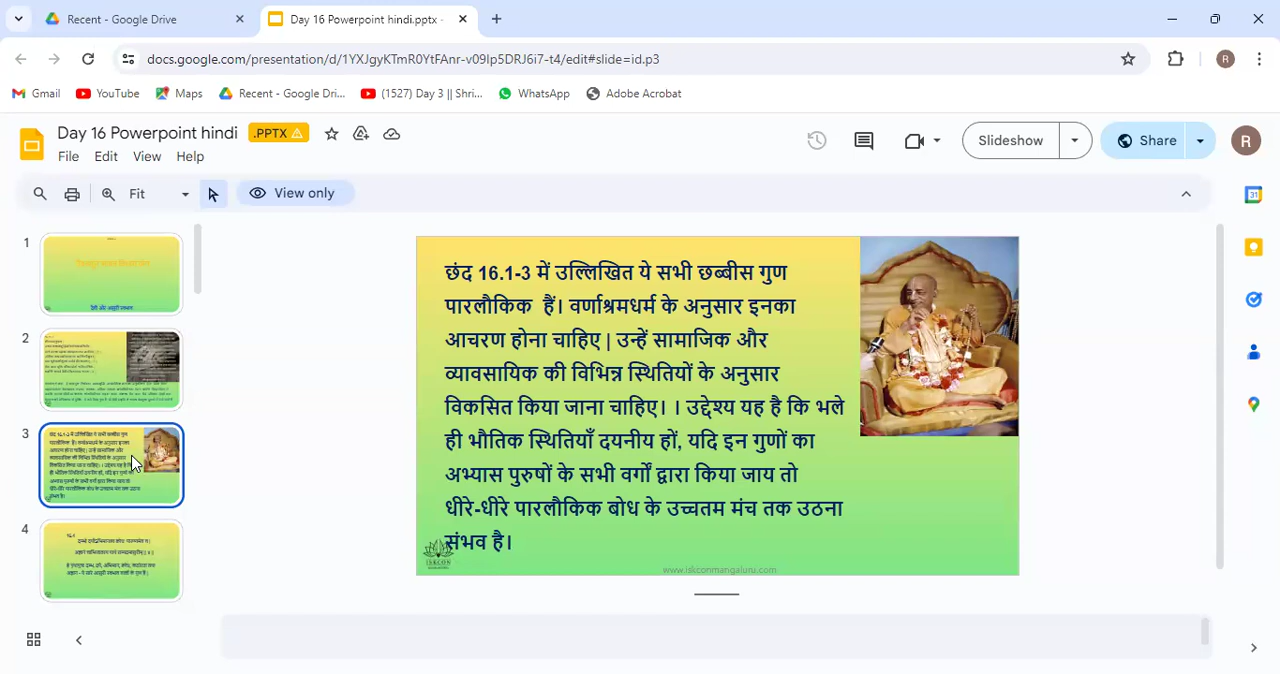 Recent - Google Drive
Day 16 Powerpoint hindi.pptx -
docs.google.com/presentation/d/1YXJgyKTmR0YtFAnr-v09Ip5DRJ6i7-t4/edit#slide=id.p3
Gmail
YouTube
Maps
Recent - Google Dri...
(1527) Day 3 || Shri...
WhatsApp
Adobe Acrobat
Day 16 Powerpoint hindi
.PPTX
File Edit View Help
Slideshow
Share
R
Fit
View only
1
2
3
4
छंद 16.1-3 में उल्लिखित ये सभी छब्बीस गुण
पारलौकिक हैं। वर्णाश्रमधर्म के अनुसार इनका
आचरण होना चाहिए | उन्हें सामाजिक और
व्यावसायिक की विभिन्न स्थितियों के अनुसार
विकसित किया जाना चाहिए। । उद्देश्य यह है कि भले
ही भौतिक स्थितियाँ दयनीय हों, यदि इन गुणों का
अभ्यास पुरुषों के सभी वर्गों द्वारा किया जाय तो
धीरे-धीरे पारलौकिक बोध के उच्चतम मंच तक उठना
संभव है।
ISKCON
www.iskconmangaluru.com